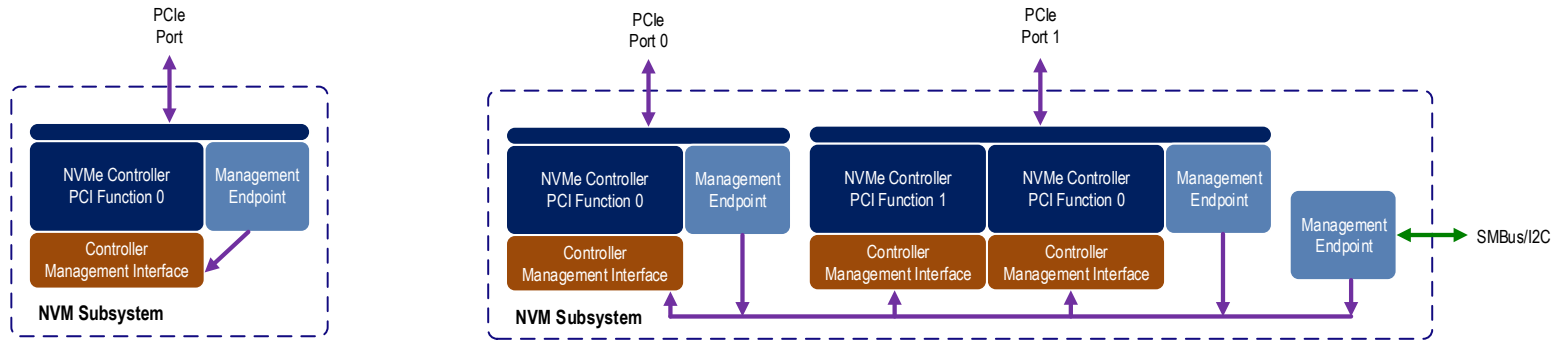 PCIe
Port
NVMe Controller
PCI Function 0
Management
Endpoint
Controller
Management Interface
NVM Subsystem
PCIe
Port 0
PCIe
Port 1
NVMe Controller
PCI Function 0
Management
Endpoint
NVMe Controller
PCI Function 1
NVMe Controller
PCI Function 0
Management
Endpoint
Management
Endpoint
SMBus/I2C
Controller
Management Interface
Controller
Management Interface
Controller
Management Interface
NVM Subsystem